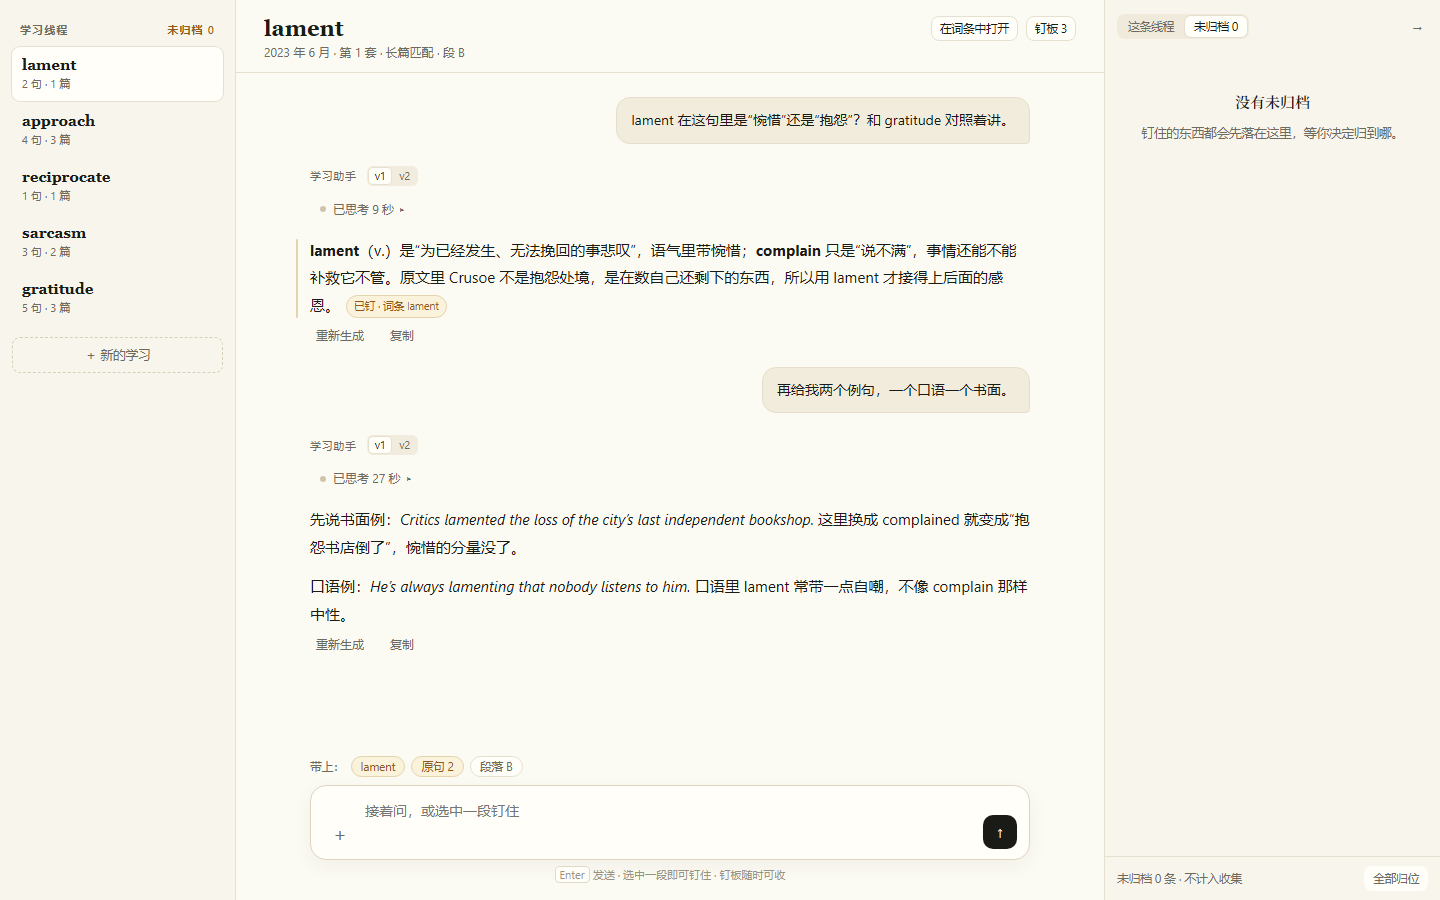 学习线程 未归档 0
lament
2 句 · 1 篇
approach
4 句 · 3 篇
reciprocate
1 句 · 1 篇
sarcasm
3 句 · 2 篇
gratitude
5 句 · 3 篇
+ 新的学习
lament
2023 年 6 月 · 第 1 套 · 长篇匹配 · 段 B
在词条中打开 钉板 3
lament 在这句里是“惋惜”还是“抱怨”？和 gratitude 对照着讲。
学习助手 v1 v2
已思考 9 秒 ▸
lament（v.）是“为已经发生、无法挽回的事悲叹”，语气里带惋惜；complain 只是“说不满”，事情还能不能
补救它不管。原文里 Crusoe 不是抱怨处境，是在数自己还剩下的东西，所以用 lament 才接得上后面的感
恩。 已钉 · 词条 lament
重新生成 复制
再给我两个例句，一个口语一个书面。
学习助手 v1 v2
已思考 27 秒 ▸
先说书面例：Critics lamented the loss of the city’s last independent bookshop. 这里换成 complained 就变成“抱
怨书店倒了”，惋惜的分量没了。
口语例：He’s always lamenting that nobody listens to him. 口语里 lament 常带一点自嘲，不像 complain 那样
中性。
重新生成 复制
带上： lament 原句 2 段落 B
接着问，或选中一段钉住
+ ↑
Enter 发送 · 选中一段即可钉住 · 钉板随时可收
这条线程 未归档 0 →
没有未归档
钉住的东西都会先落在这里，等你决定归到哪。
未归档 0 条 · 不计入收集 全部归位